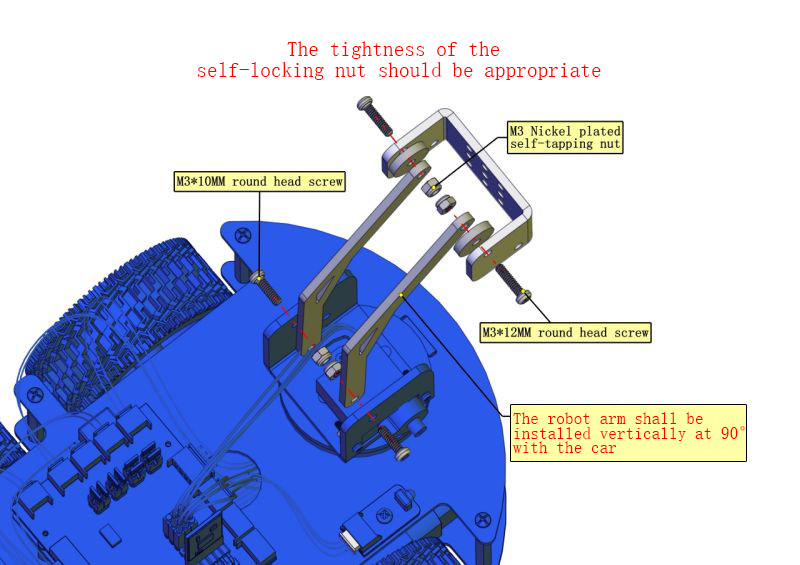 The tightness of the
self-locking nut should be appropriate
M3 Nickel plated
self-tapping nut
M3*10MM round head screw
M3*12MM round head screw
The robot arm shall be
installed vertically at 90°
with the car